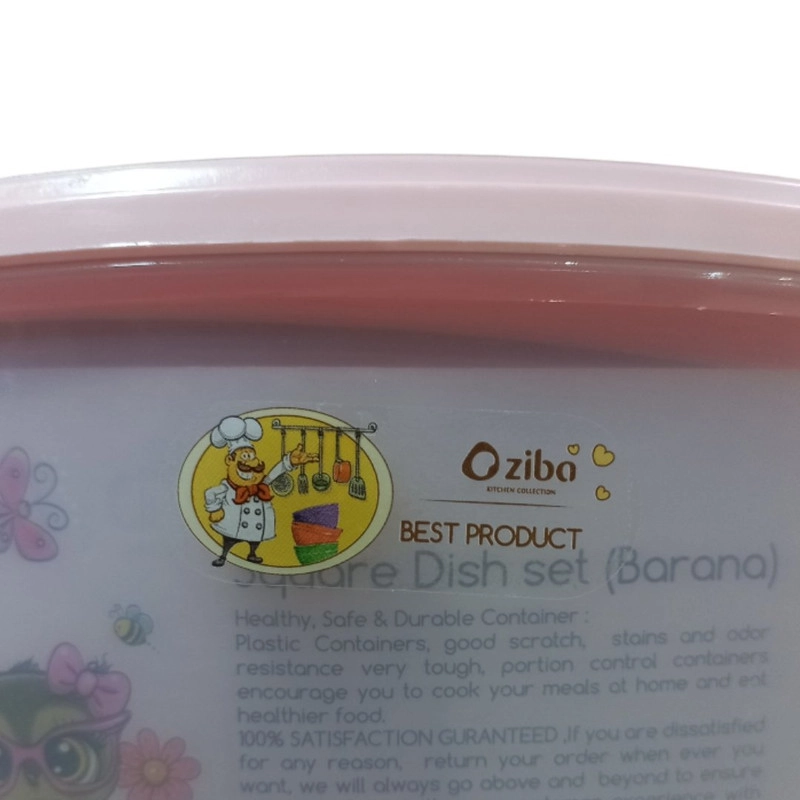 Oziba
KITCHEN COLLECTION
BEST PRODUCT
Square Dish set (Barana)
Healthy, Safe & Durable Container :
Plastic Containers, good scratch, stains and odor
resistance very tough, portion control containers
encourage you to cook your meals at home and eat
healthier food.
100% SATISFACTION GURANTEED ,If you are dissatisfied
for any reason, return your order when ever you
want, we will always go above and beyond to ensure
experience with